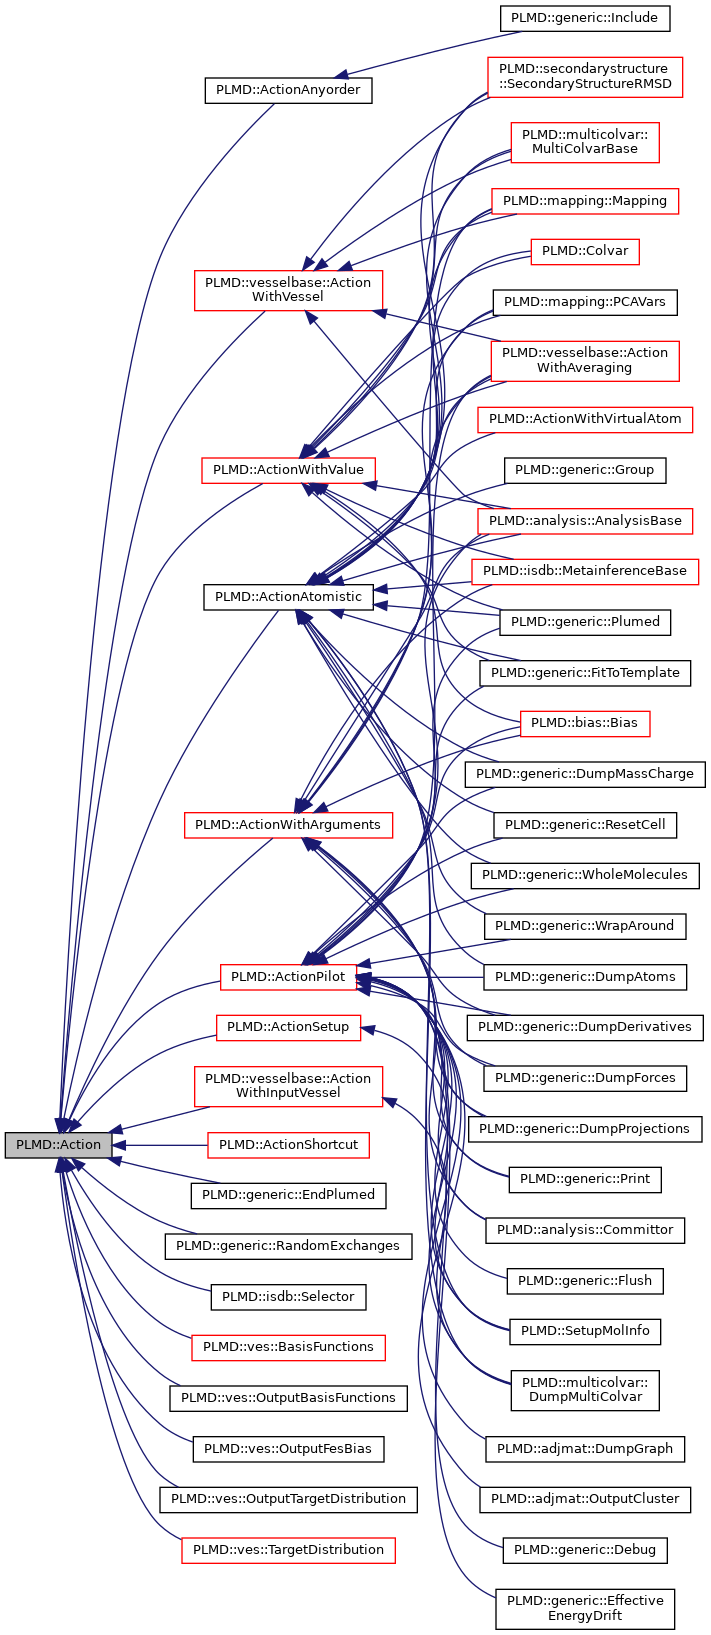 PLMD::generic::Include
PLMD::secondarystructure
::SecondaryStructureRMSD
PLMD::ActionAnyorder
PLMD::multicolvar::
MultiColvarBase
PLMD::mapping::Mapping
PLMD::Colvar
PLMD::vesselbase::Action
WithVessel
PLMD::mapping::PCAVars
PLMD::vesselbase::Action
WithAveraging
PLMD::ActionWithVirtualAtom
PLMD::ActionWithValue
PLMD::generic::Group
PLMD::analysis::AnalysisBase
PLMD::isdb::MetainferenceBase
PLMD::ActionAtomistic
PLMD::generic::Plumed
PLMD::generic::FitToTemplate
PLMD::bias::Bias
PLMD::generic::DumpMassCharge
PLMD::ActionWithArguments
PLMD::generic::ResetCell
PLMD::generic::WholeMolecules
PLMD::generic::WrapAround
PLMD::ActionPilot
PLMD::generic::DumpAtoms
PLMD::ActionSetup
PLMD::generic::DumpDerivatives
PLMD::vesselbase::Action
WithInputVessel
PLMD::generic::DumpForces
PLMD::generic::DumpProjections
PLMD::Action
PLMD::ActionShortcut
PLMD::generic::Print
PLMD::generic::EndPlumed
PLMD::analysis::Committor
PLMD::generic::RandomExchanges
PLMD::generic::Flush
PLMD::isdb::Selector
PLMD::SetupMolInfo
PLMD::ves::BasisFunctions
PLMD::multicolvar::
DumpMultiColvar
PLMD::ves::OutputBasisFunctions
PLMD::ves::OutputFesBias
PLMD::adjmat::DumpGraph
PLMD::ves::OutputTargetDistribution
PLMD::adjmat::OutputCluster
PLMD::ves::TargetDistribution
PLMD::generic::Debug
PLMD::generic::Effective
EnergyDrift